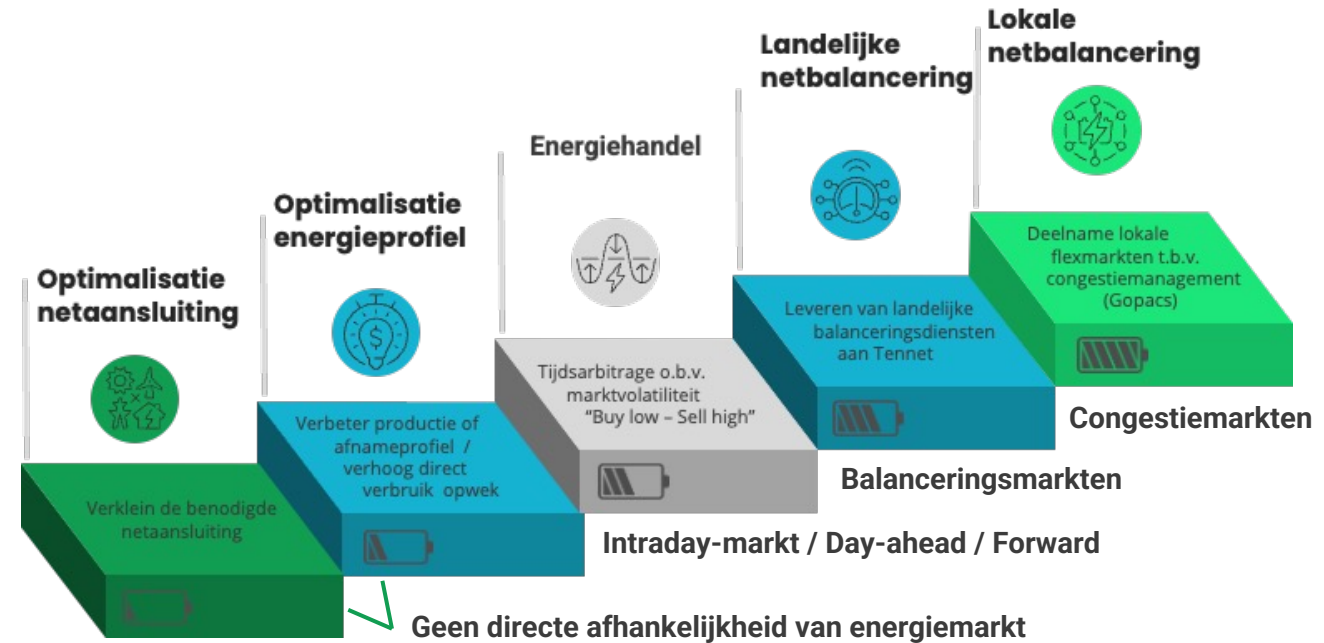 Optimalisatie
netaansluiting
Verklein de benodigde
netaansluiting
Optimalisatie
energieprofiel
$
Verbeter productie of
afnameprofiel /
verhoog direct
verbruik opwek
Geen directe afhankelijkheid van energiemarkt
Energiehandel
Tijdsarbitrage o.b.v.
marktvolatiliteit
“Buy low – Sell high”
Intraday-markt / Day-ahead / Forward
Landelijke
netbalancering
Leveren van landelijke
balanceringsdiensten
aan Tennet
Balanceringsmarkten
Lokale
netbalancering
Deelname lokale
flexmarkten t.b.v.
congestiemanagement
(Gopacs)
Congestiemarkten